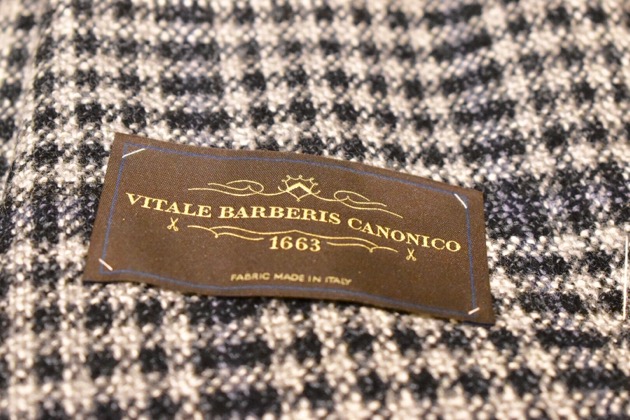 VITALE BARBERIS CANONICO
1663
FABRIC MADE IN ITALY